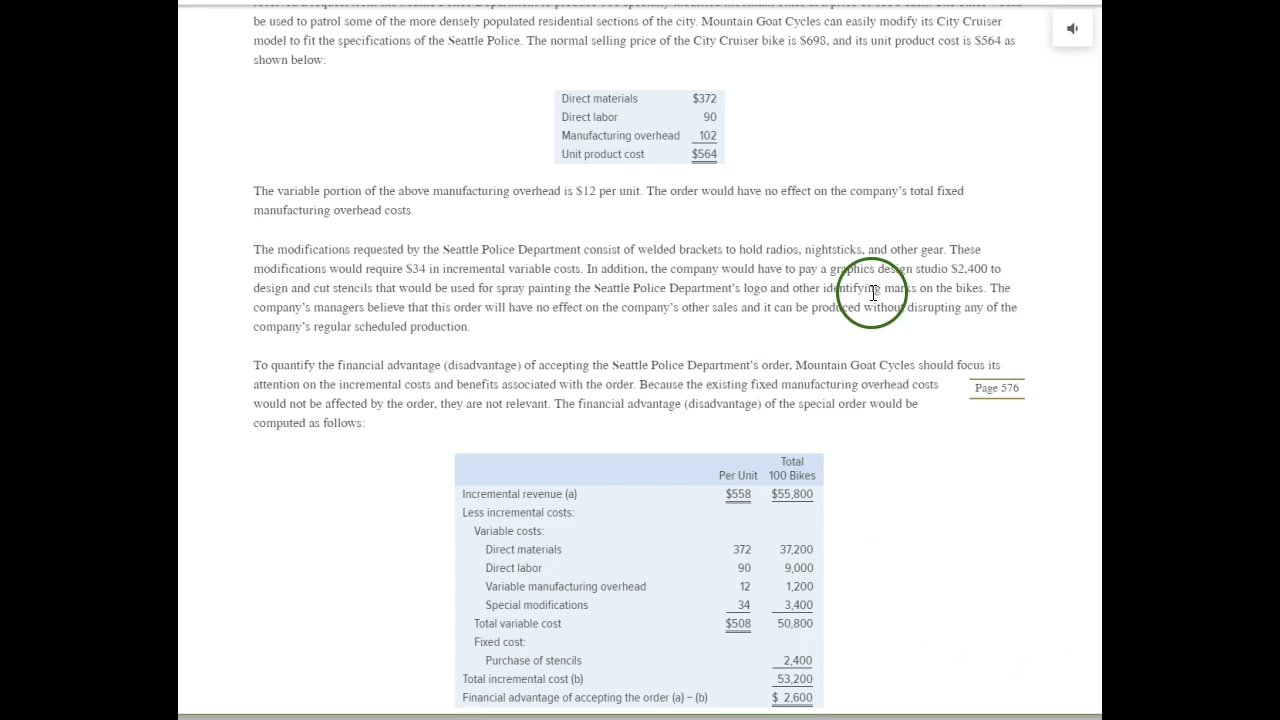 be used to patrol some of the more densely populated residential sections of the city. Mountain Goat Cycles can easily modify its City Cruiser
model to fit the specifications of the Seattle Police. The normal selling price of the City Cruiser bike is $698, and its unit product cost is $564 as
shown below:
Direct materials $372
Direct labor 90
Manufacturing overhead 102
Unit product cost $564
The variable portion of the above manufacturing overhead is $12 per unit. The order would have no effect on the company's total fixed
manufacturing overhead costs.
The modifications requested by the Seattle Police Department consist of welded brackets to hold radios, nightsticks, and other gear. These
modifications would require $34 in incremental variable costs. In addition, the company would have to pay a graphics design studio $2,400 to
design and cut stencils that would be used for spray painting the Seattle Police Department's logo and other identifying marks on the bikes. The
company's managers believe that this order will have no effect on the company's other sales and it can be produced without disrupting any of the
company's regular scheduled production.
To quantify the financial advantage (disadvantage) of accepting the Seattle Police Department's order, Mountain Goat Cycles should focus its
attention on the incremental costs and benefits associated with the order. Because the existing fixed manufacturing overhead costs
Page 576
would not be affected by the order, they are not relevant. The financial advantage (disadvantage) of the special order would be
computed as follows:
Total
Per Unit 100 Bikes
Incremental revenue (a) $558 $55,800
Less incremental costs:
Variable costs:
Direct materials 372 37,200
Direct labor 90 9,000
Variable manufacturing overhead 12 1,200
Special modifications 34 3,400
Total variable cost $508 50,800
Fixed cost:
Purchase of stencils 2,400
Total incremental cost (b) 53,200
Financial advantage of accepting the order (a) − (b) $ 2,600